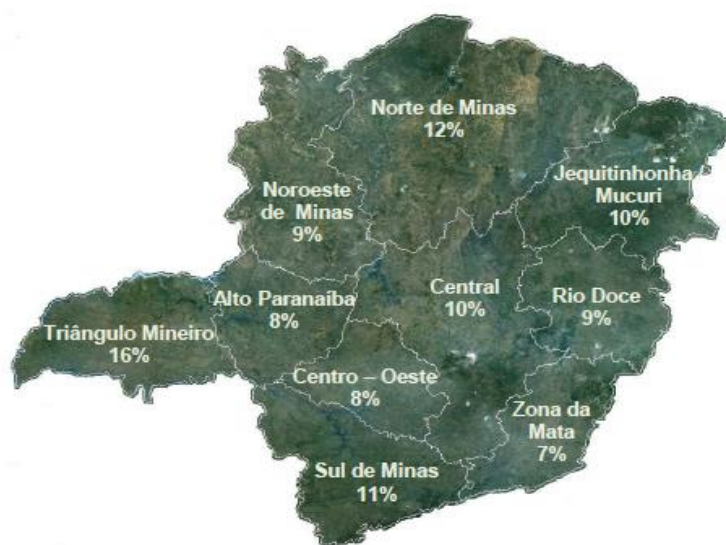 Norte de Minas
12%
Jequitinhonha
Mucuri
10%
Noroeste
de Minas
9%
Central
10%
Rio Doce
9%
Alto Paranaíba
8%
Triângulo Mineiro
16%
Centro – Oeste
8%
Zona da
Mata
7%
Sul de Minas
11%